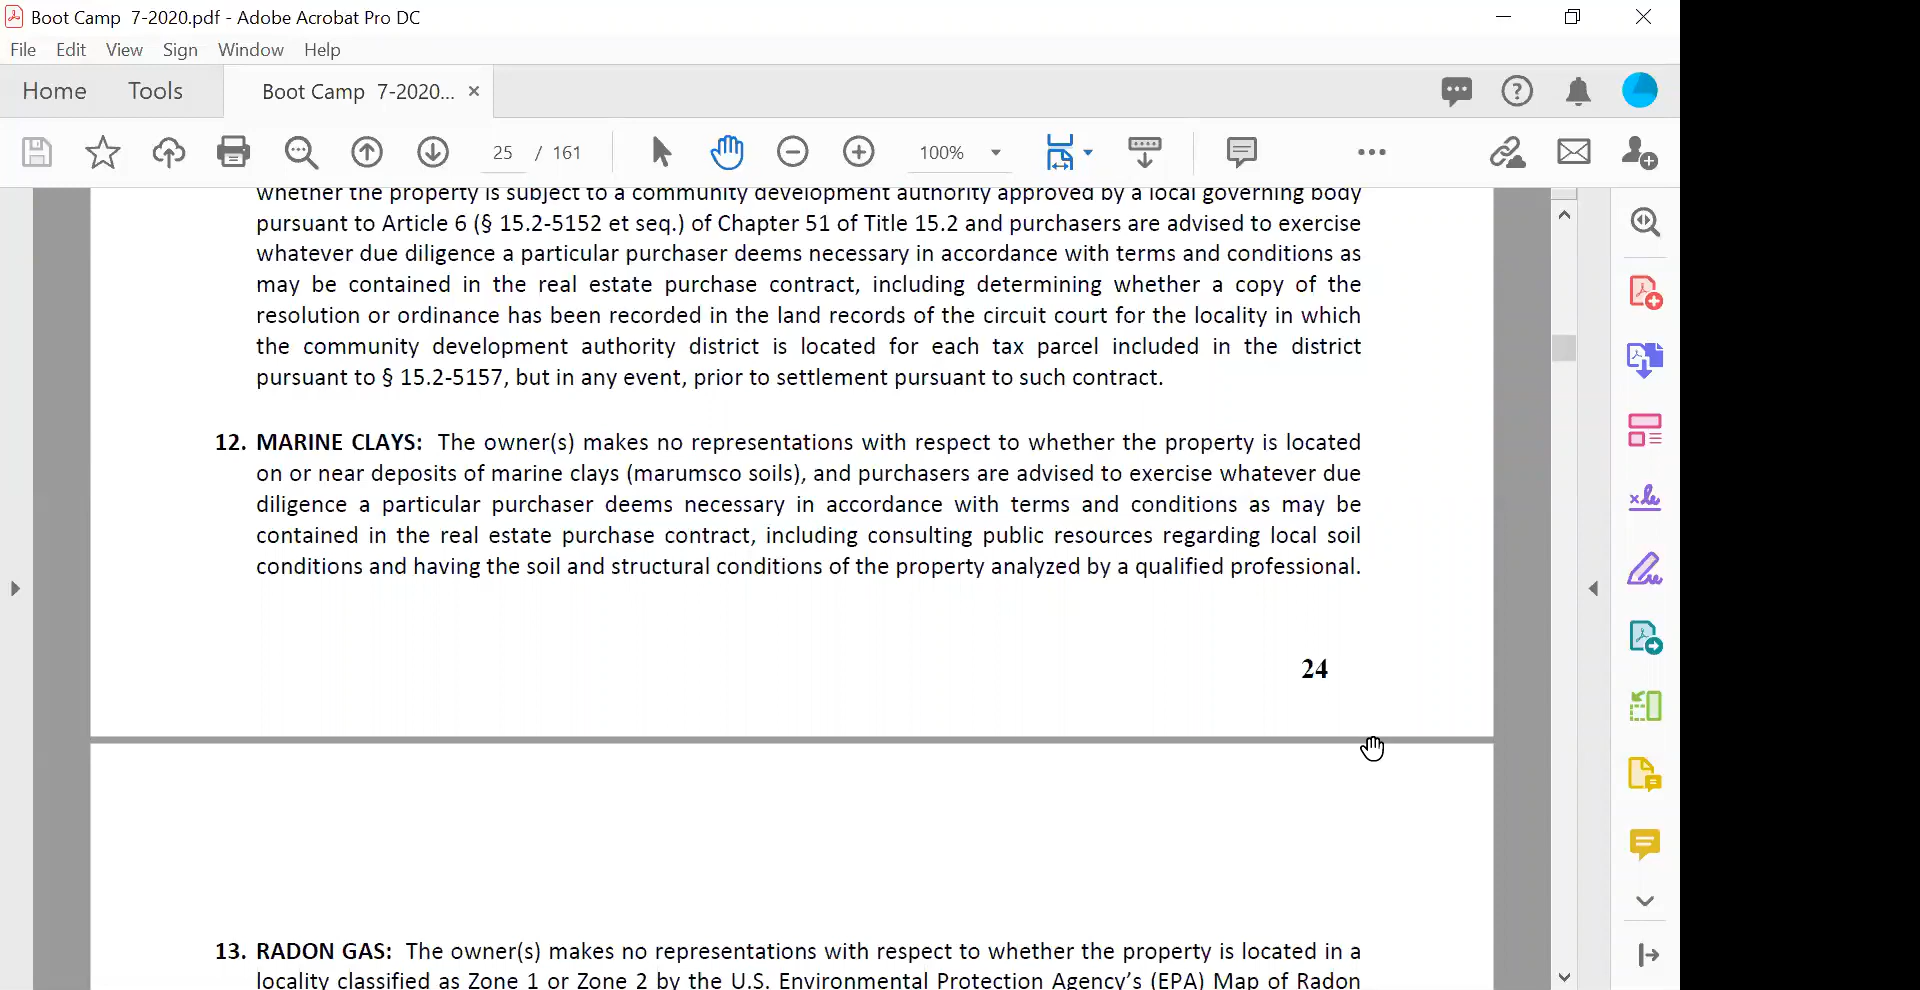 Boot Camp 7-2020.pdf - Adobe Acrobat Pro DC
File Edit View Sign Window Help
Home Tools Boot Camp 7-2020... ×
25 / 161 100%
whether the property is subject to a community development authority approved by a local governing body
pursuant to Article 6 (§ 15.2-5152 et seq.) of Chapter 51 of Title 15.2 and purchasers are advised to exercise
whatever due diligence a particular purchaser deems necessary in accordance with terms and conditions as
may be contained in the real estate purchase contract, including determining whether a copy of the
resolution or ordinance has been recorded in the land records of the circuit court for the locality in which
the community development authority district is located for each tax parcel included in the district
pursuant to § 15.2-5157, but in any event, prior to settlement pursuant to such contract.
12. MARINE CLAYS: The owner(s) makes no representations with respect to whether the property is located
on or near deposits of marine clays (marumsco soils), and purchasers are advised to exercise whatever due
diligence a particular purchaser deems necessary in accordance with terms and conditions as may be
contained in the real estate purchase contract, including consulting public resources regarding local soil
conditions and having the soil and structural conditions of the property analyzed by a qualified professional.
24
13. RADON GAS: The owner(s) makes no representations with respect to whether the property is located in a
locality classified as Zone 1 or Zone 2 by the U.S. Environmental Protection Agency's (EPA) Map of Radon